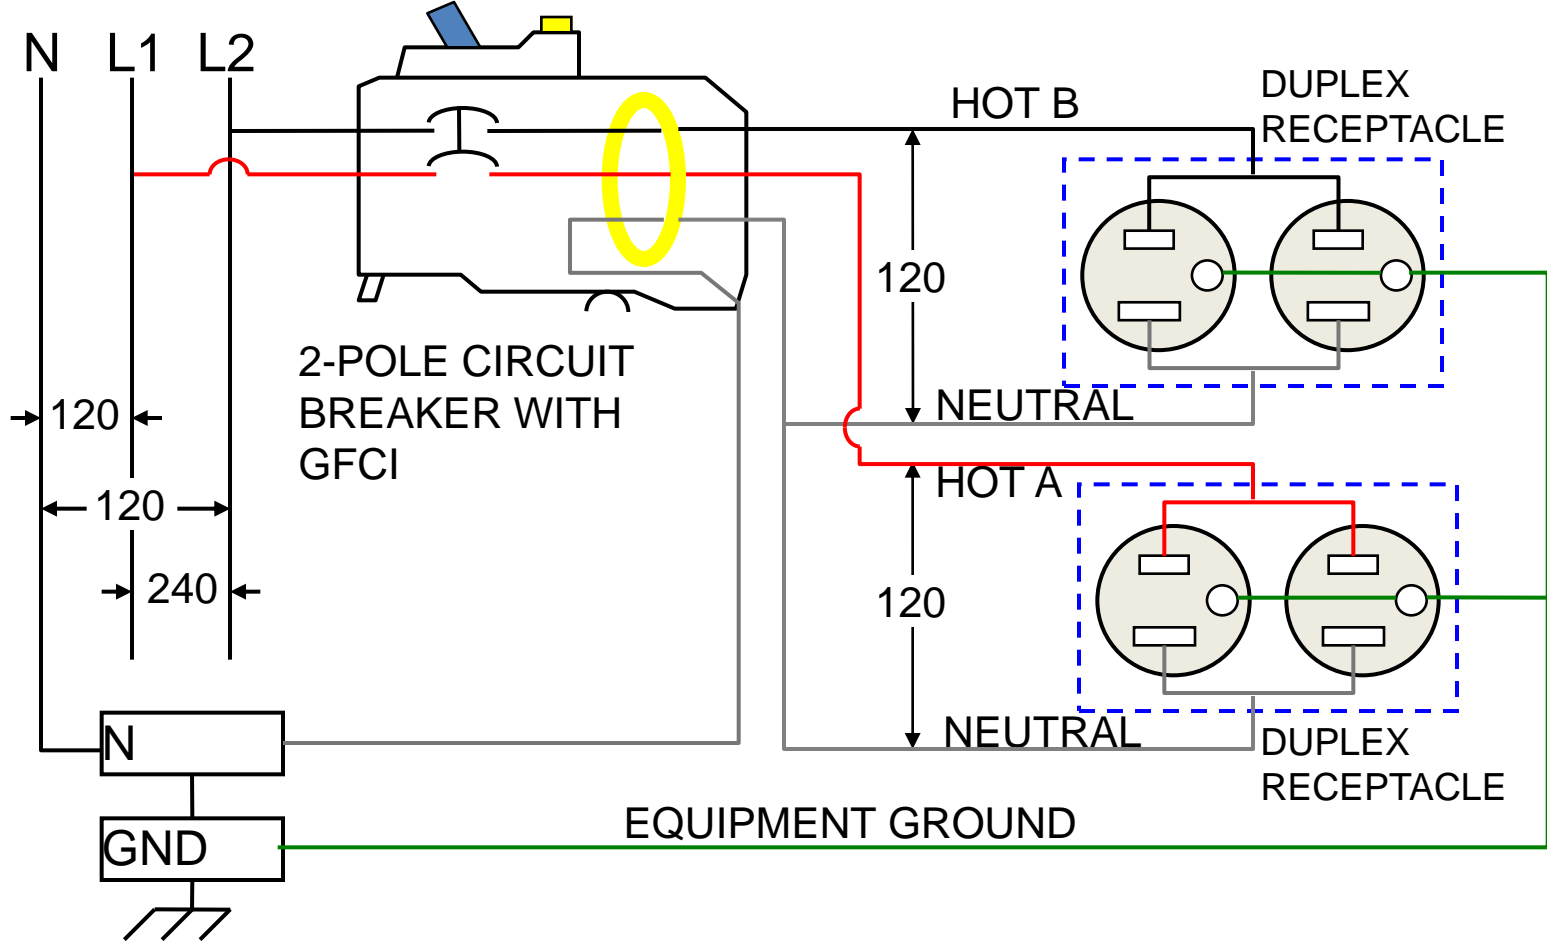 N L1 L2
HOT B
DUPLEX
RECEPTACLE
120
2-POLE CIRCUIT
BREAKER WITH
GFCI
NEUTRAL
120
HOT A
120
240
120
N
NEUTRAL
DUPLEX
RECEPTACLE
EQUIPMENT GROUND
GND